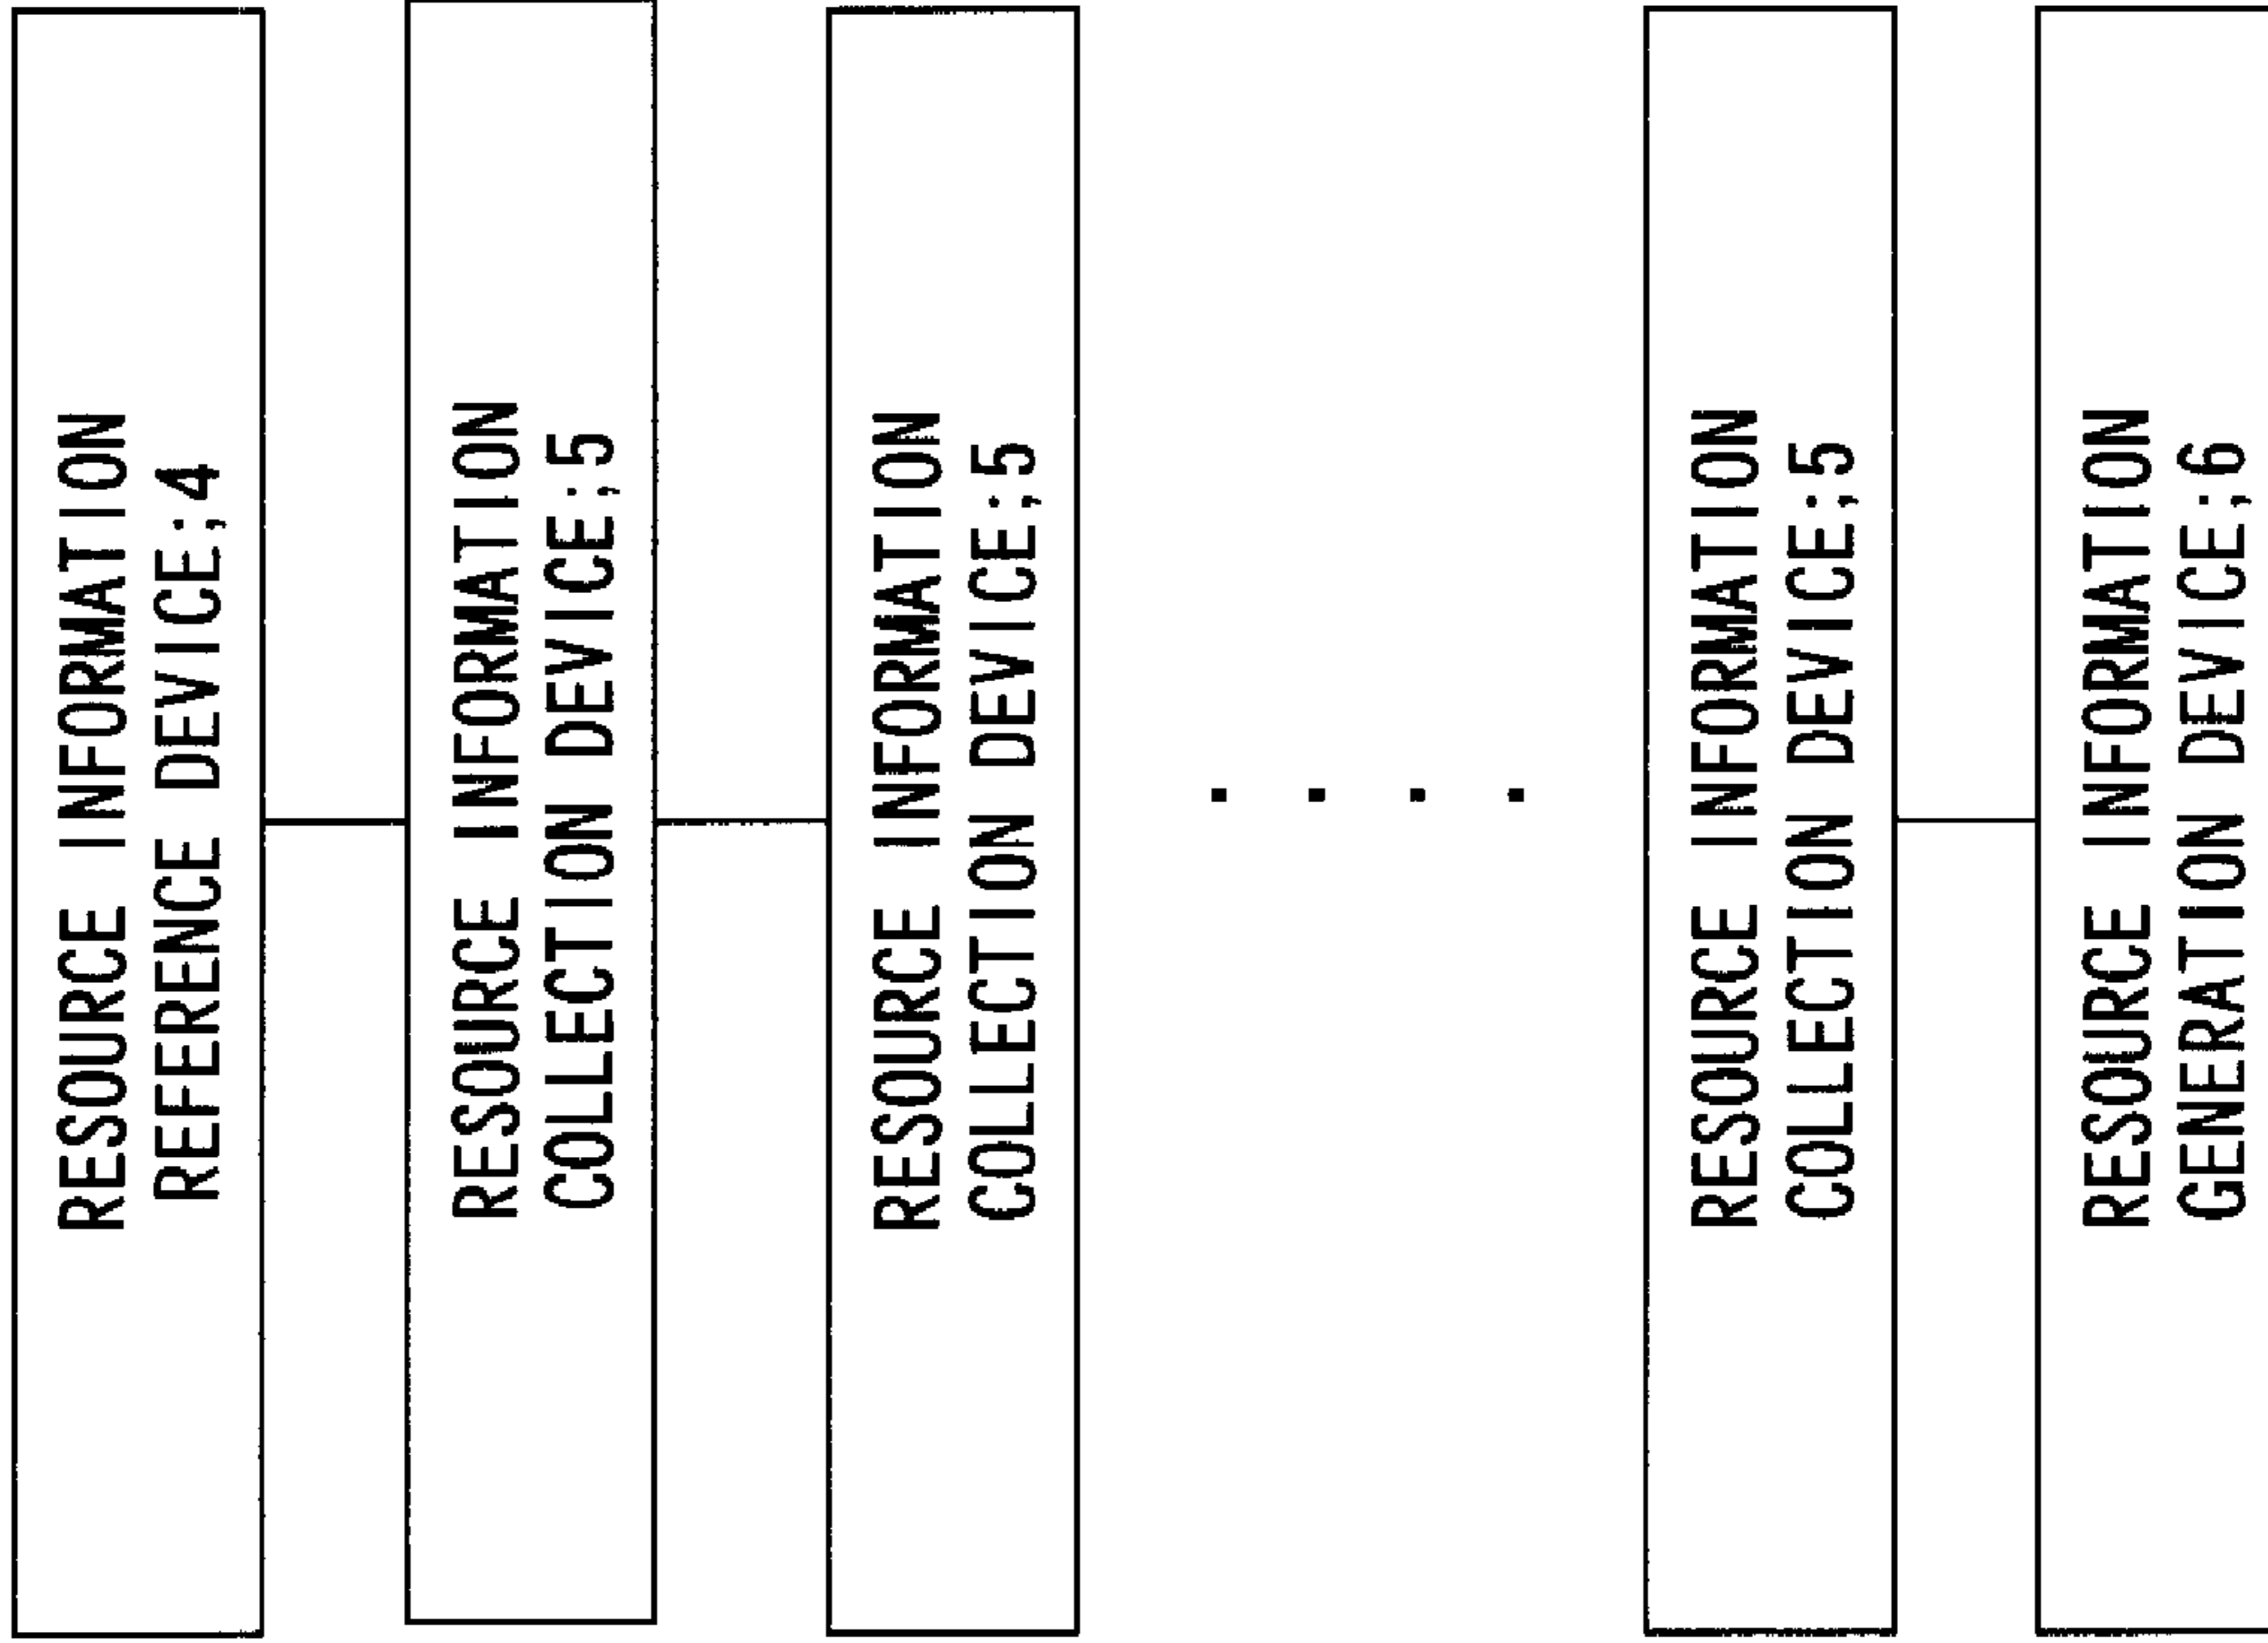 RESOURCE INFORMATION
REFERENCE DEVICE;4
RESOURCE INFORMATION
COLLECTION DEVICE;5
RESOURCE INFORMATION
COLLECTION DEVICE;5
. . . .
RESOURCE INFORMATION
COLLECTION DEVICE;5
RESOURCE INFORMATION
GENERATION DEVICE;6